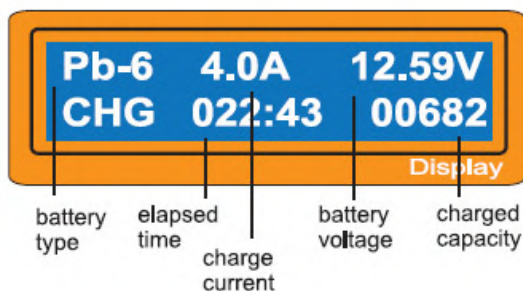 Pb-6 4.0A 12.59V
CHG 022:43 00682
Display
battery type
elapsed time
charge current
battery voltage
charged capacity